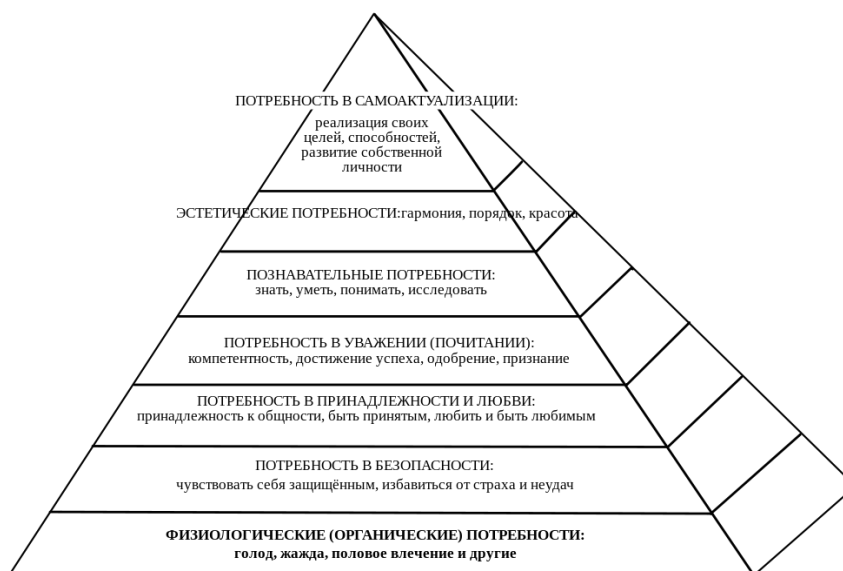 ПОТРЕБНОСТЬ В САМОАКТУАЛИЗАЦИИ:
реализация своих
целей, способностей,
развитие собственной
личности
ЭСТЕТИЧЕСКИЕ ПОТРЕБНОСТИ:гармония, порядок, красота
ПОЗНАВАТЕЛЬНЫЕ ПОТРЕБНОСТИ:
знать, уметь, понимать, исследовать
ПОТРЕБНОСТЬ В УВАЖЕНИИ (ПОЧИТАНИИ):
компетентность, достижение успеха, одобрение, признание
ПОТРЕБНОСТЬ В ПРИНАДЛЕЖНОСТИ И ЛЮБВИ:
принадлежность к общности, быть принятым, любить и быть любимым
ПОТРЕБНОСТЬ В БЕЗОПАСНОСТИ:
чувствовать себя защищённым, избавиться от страха и неудач
ФИЗИОЛОГИЧЕСКИЕ (ОРГАНИЧЕСКИЕ) ПОТРЕБНОСТИ:
голод, жажда, половое влечение и другие